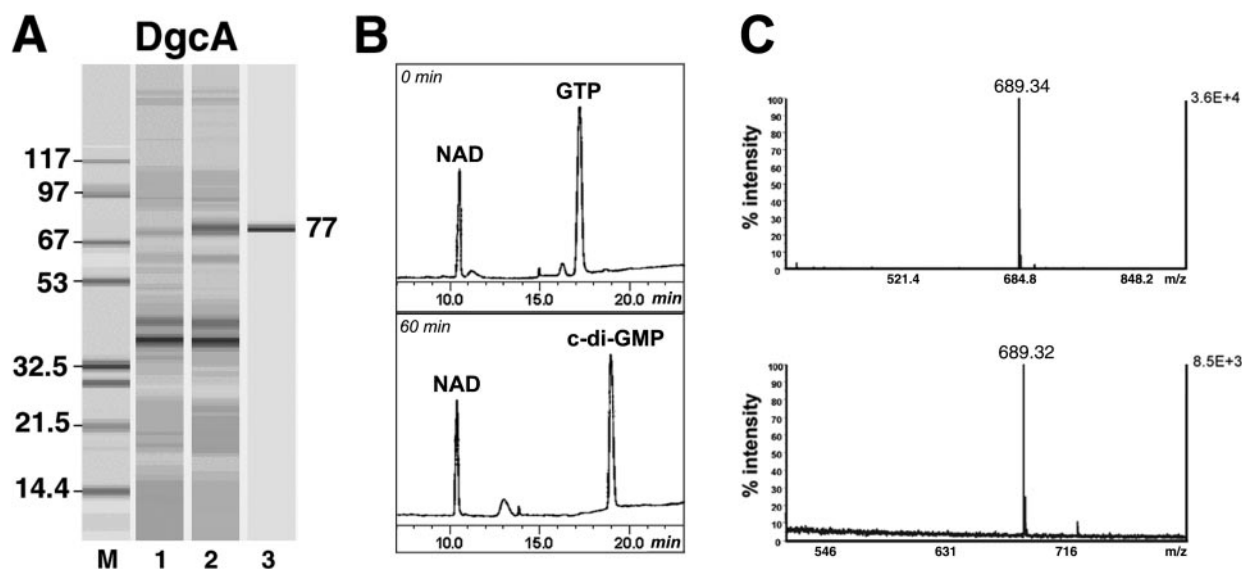 A
DgcA
117
97
67
53
32.5
21.5
14.4
77
M 1 2 3
B
0 min
GTP
NAD
10.0 15.0 20.0 min
60 min
c-di-GMP
NAD
10.0 15.0 20.0 min
C
689.34
3.6E+4
% intensity
100
90
80
70
60
50
40
30
20
10
0
521.4 684.8 848.2 m/z
689.32
8.5E+3
% intensity
100
90
80
70
60
50
40
30
20
10
0
546 631 716 m/z